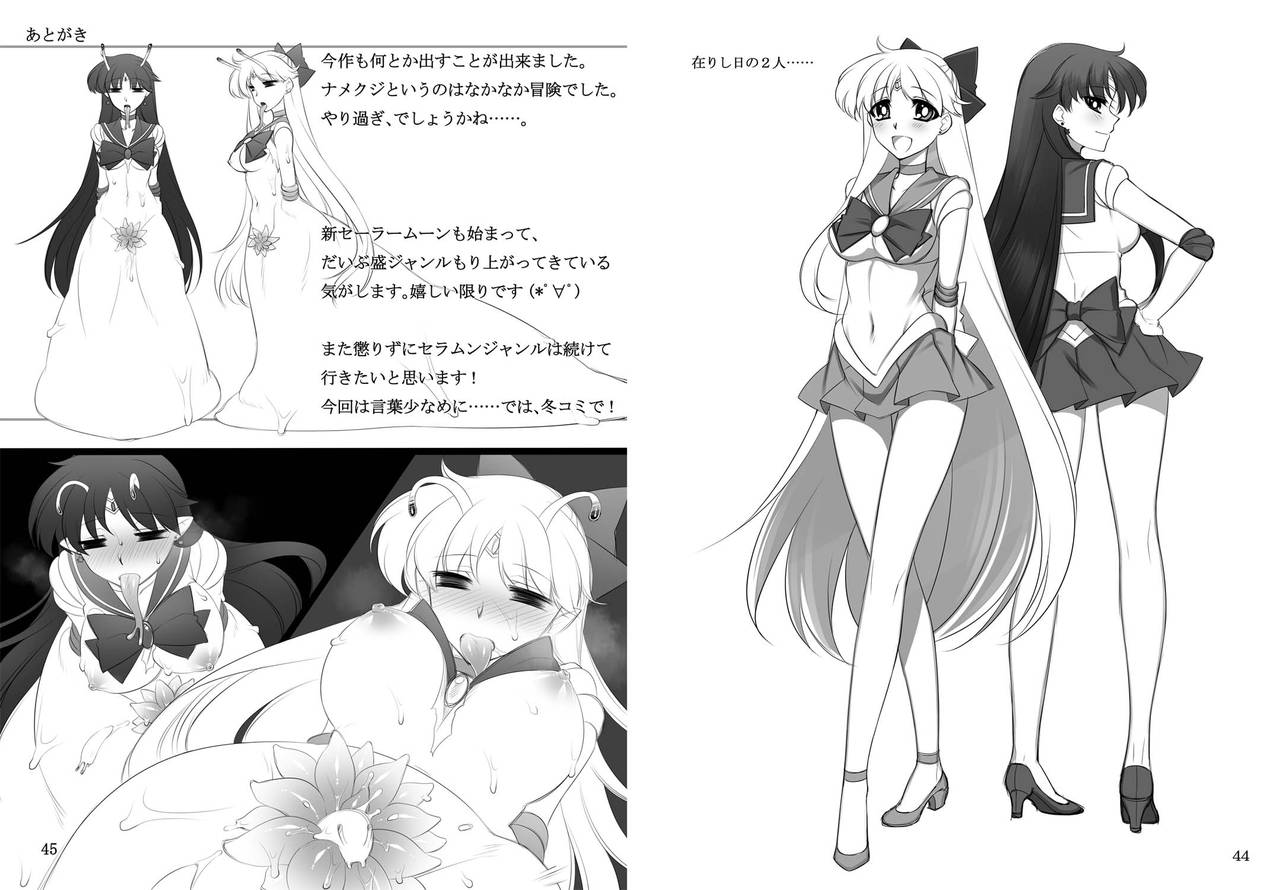 在りし日の２人……
44
あとがき
今作も何とか出すことが出来ました。
ナメクジというのはなかなか冒険でした。
やり過ぎ、でしょうかね……。
新セーラームーンも始まって、
だいぶ盛ジャンルもり上がってきている
気がします。嬉しい限りです (*ﾟ∀ﾟ)
また懲りずにセラムンジャンルは続けて
行きたいと思います！
今回は言葉少なめに……では、冬コミで！
45